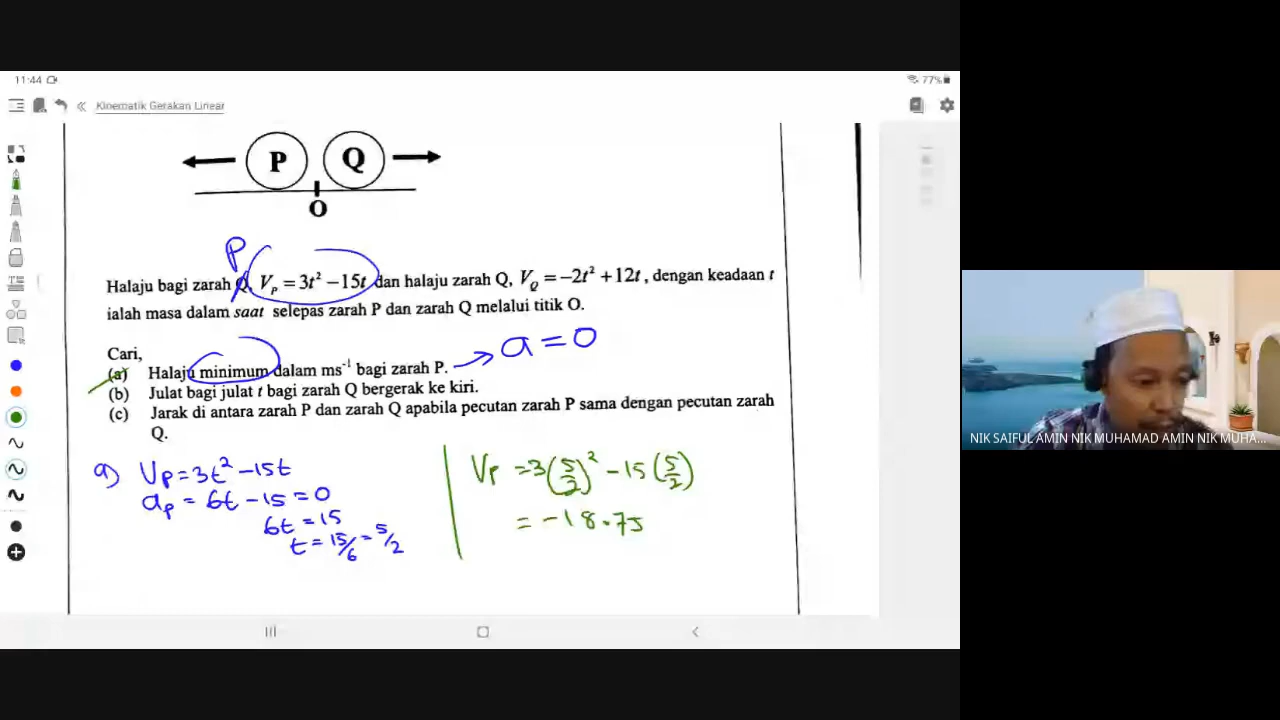 11:44
77%
Kinematik Gerakan Linear
P Q
O
P
Halaju bagi zarah Q, Vₚ = 3t² − 15t dan halaju zarah Q, V_Q = −2t² + 12t, dengan keadaan t
ialah masa dalam saat selepas zarah P dan zarah Q melalui titik O.
Cari,
(a) Halaju minimum dalam ms⁻¹ bagi zarah P. → a = 0
(b) Julat bagi julat t bagi zarah Q bergerak ke kiri.
(c) Jarak di antara zarah P dan zarah Q apabila pecutan zarah P sama dengan pecutan zarah
Q.
a) Vp = 3t² − 15t
ap = 6t − 15 = 0
6t = 15
t = 15/6 = 5/2
Vp = 3(5/2)² − 15(5/2)
= −18.75
NIK SAIFUL AMIN NIK MUHAMAD AMIN NIK MUHA...